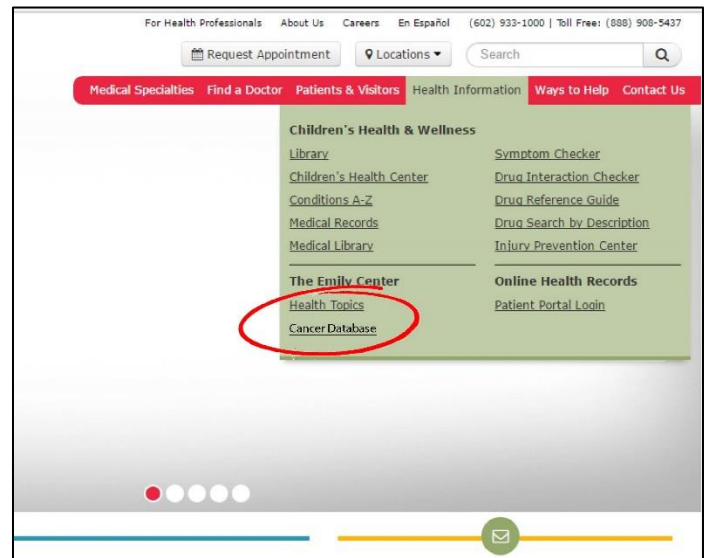 For Health Professionals About Us Careers En Español (602) 933-1000 | Toll Free: (888) 908-5437
Request Appointment Locations Search
Medical Specialties Find a Doctor Patients & Visitors Health Information Ways to Help Contact Us
Children's Health & Wellness
Library Symptom Checker
Children's Health Center Drug Interaction Checker
Conditions A-Z Drug Reference Guide
Medical Records Drug Search by Description
Medical Library Injury Prevention Center
The Emily Center Online Health Records
Health Topics Patient Portal Login
Cancer Database